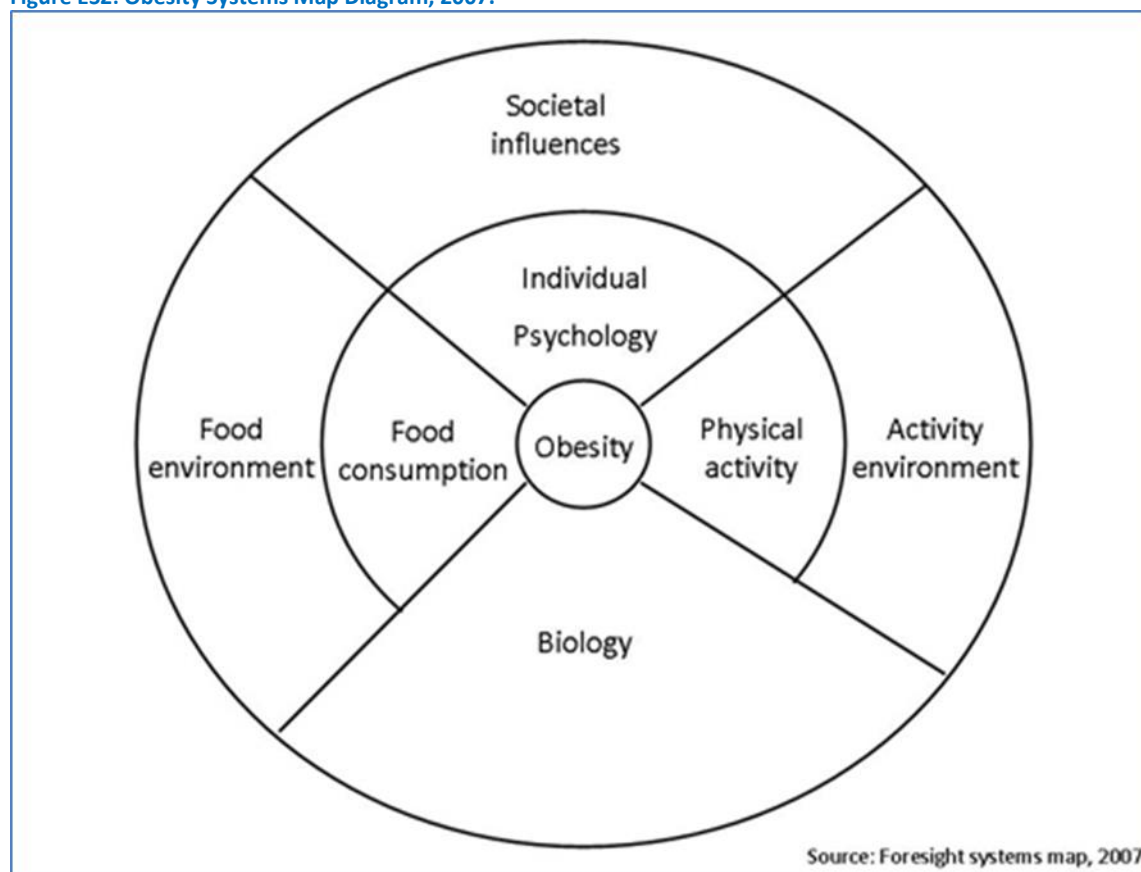 Figure E32: Obesity Systems Map Diagram, 2007.
Societal
influences
Individual
Psychology
Food
environment
Food
consumption
Obesity
Physical
activity
Activity
environment
Biology
Source: Foresight systems map, 2007